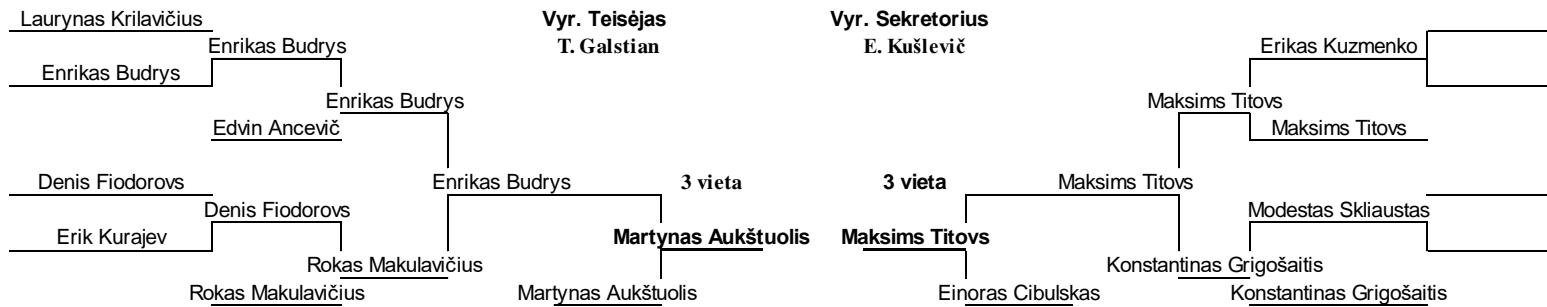 Laurynas Krilavičius Vyr. Teisėjas Vyr. Sekretorius
Enrikas Budrys T. Galstian E. Kušlevič Erikas Kuzmenko
Enrikas Budrys
Enrikas Budrys Maksims Titovs
Edvin Ancevič Maksims Titovs
Denis Fiodorovs Enrikas Budrys 3 vieta 3 vieta Maksims Titovs
Denis Fiodorovs Modestas Skliaustas
Erik Kurajev Martynas Aukštuolis Maksims Titovs
Rokas Makulavičius Konstantinas Grigošaitis
Rokas Makulavičius Martynas Aukštuolis Einoras Cibulskas Konstantinas Grigošaitis